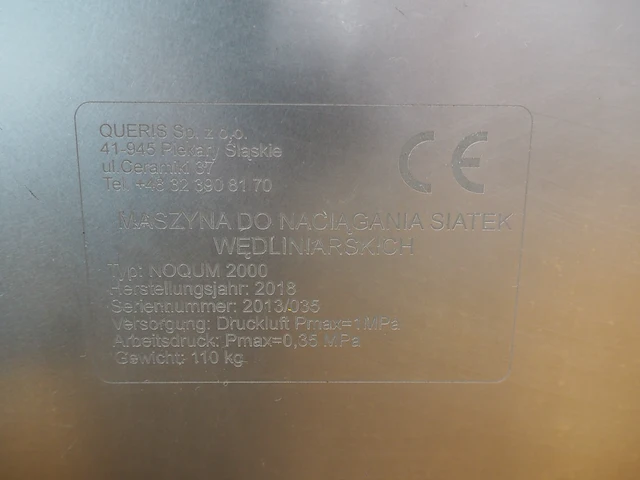 QUERIS Sp. z o.o.
41-945 Piekary Śląskie
ul.Ceramiki 37
Tel. +48 32 390 81 70
CE
MASZYNA DO NACIĄGANIA SIATEK
WĘDLINIARSKICH
Typ: NOQUM 2000
Herstellungsjahr: 2018
Seriennummer: 2013/035
Versorgung: Druckluft Pmax=1MPa
Arbeitsdruck: Pmax=0,35 MPa
Gewicht: 110 kg